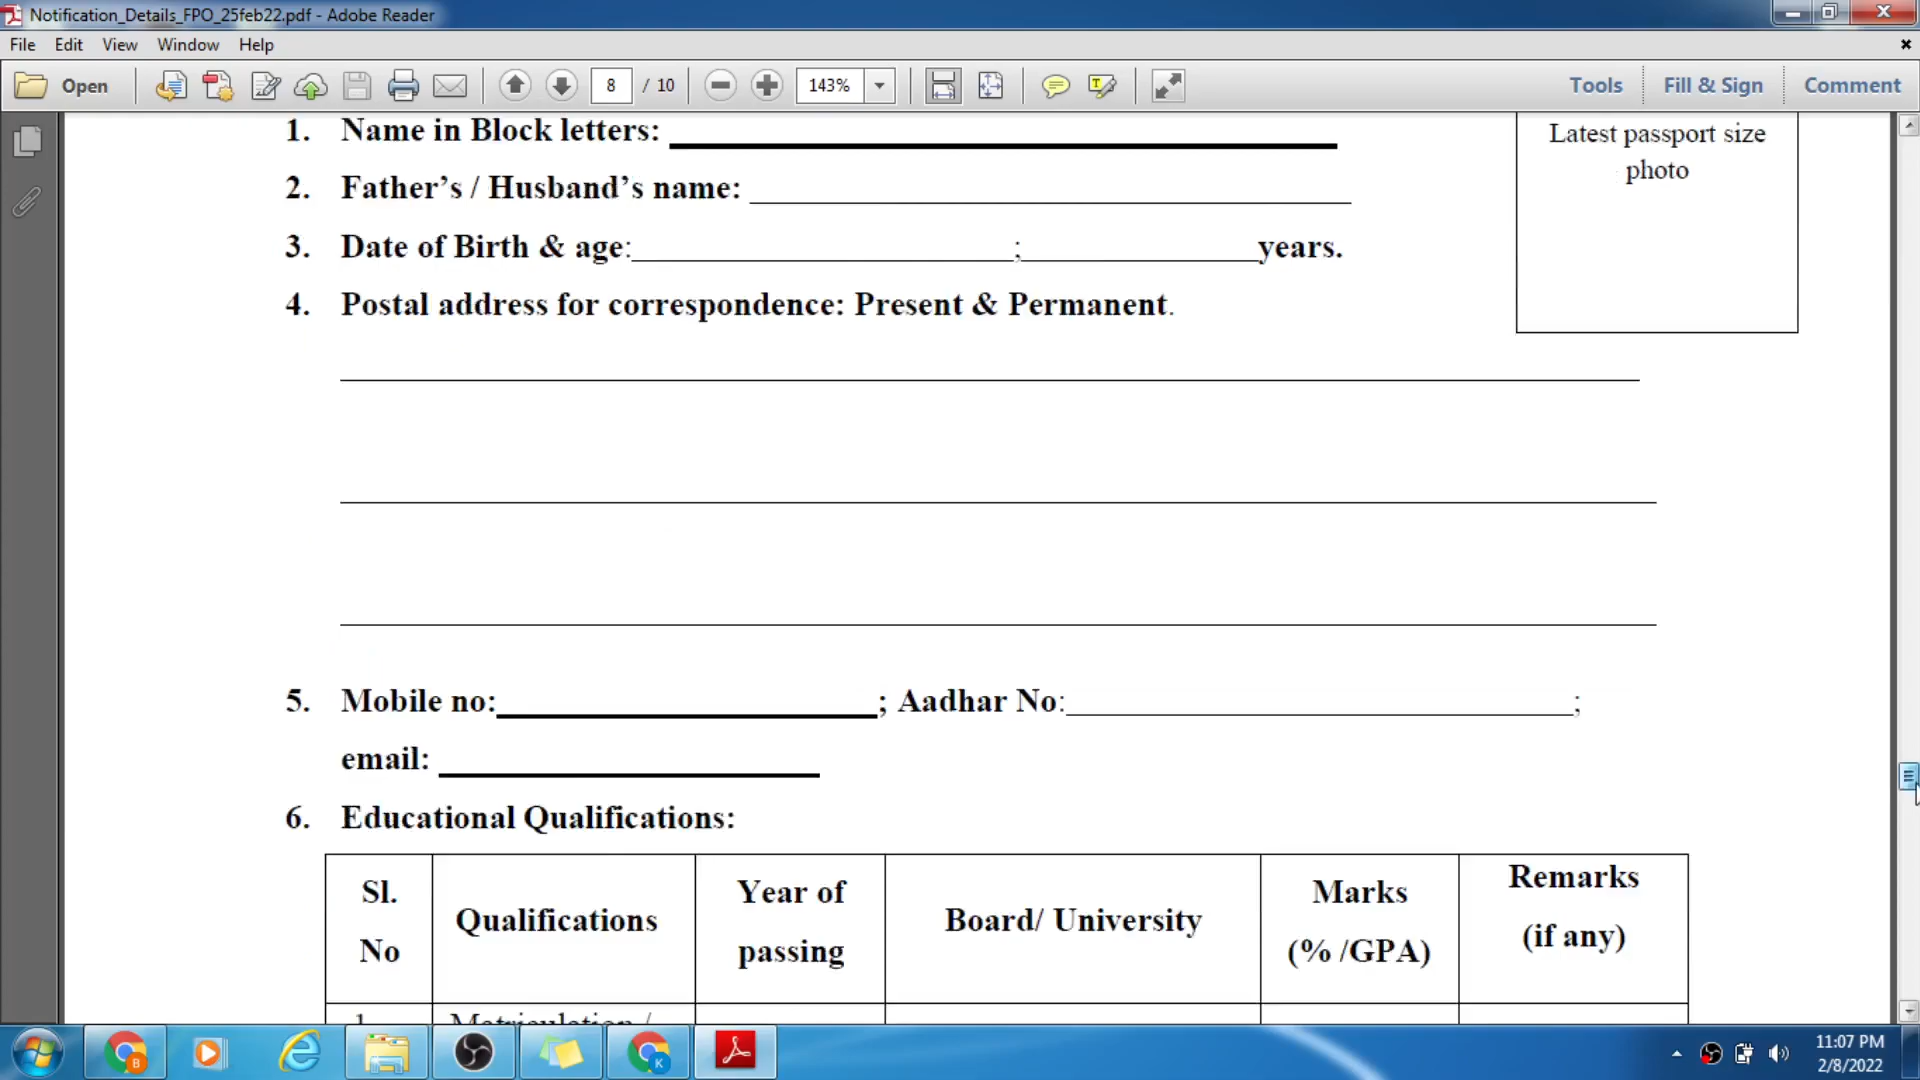 Notification_Details_FPO_25feb22.pdf - Adobe Reader
File Edit View Window Help
Open 8 / 10 143% Tools Fill & Sign Comment
1. Name in Block letters:
Latest passport size
photo
2. Father’s / Husband’s name:
3. Date of Birth & age: ; years.
4. Postal address for correspondence: Present & Permanent.
5. Mobile no: ; Aadhar No: ;
email:
6. Educational Qualifications:
Sl.
No
Qualifications
Year of
passing
Board/ University
Marks
(% /GPA)
Remarks
(if any)
1. Matriculation /
11:07 PM
2/8/2022